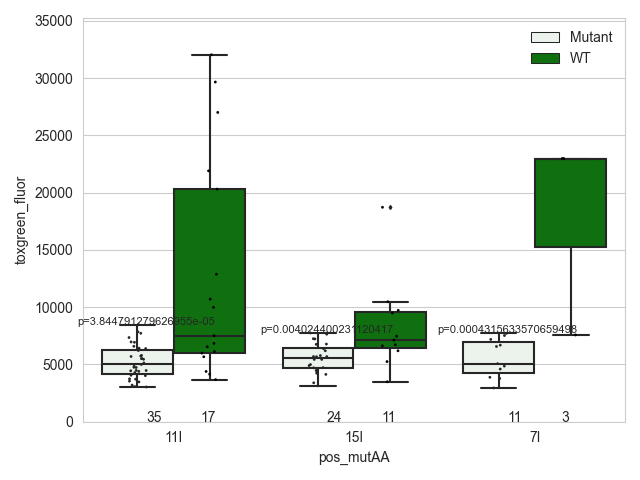 35000
Mutant
WT
30000
25000
20000
15000
10000
5000
0
toxgreen_fluor
p=3.844791279626955e-05
p=0.004024400231120417
p=0.0004315633570659498
35 17 24 11 11 3
11I 15I 7I
pos_mutAA